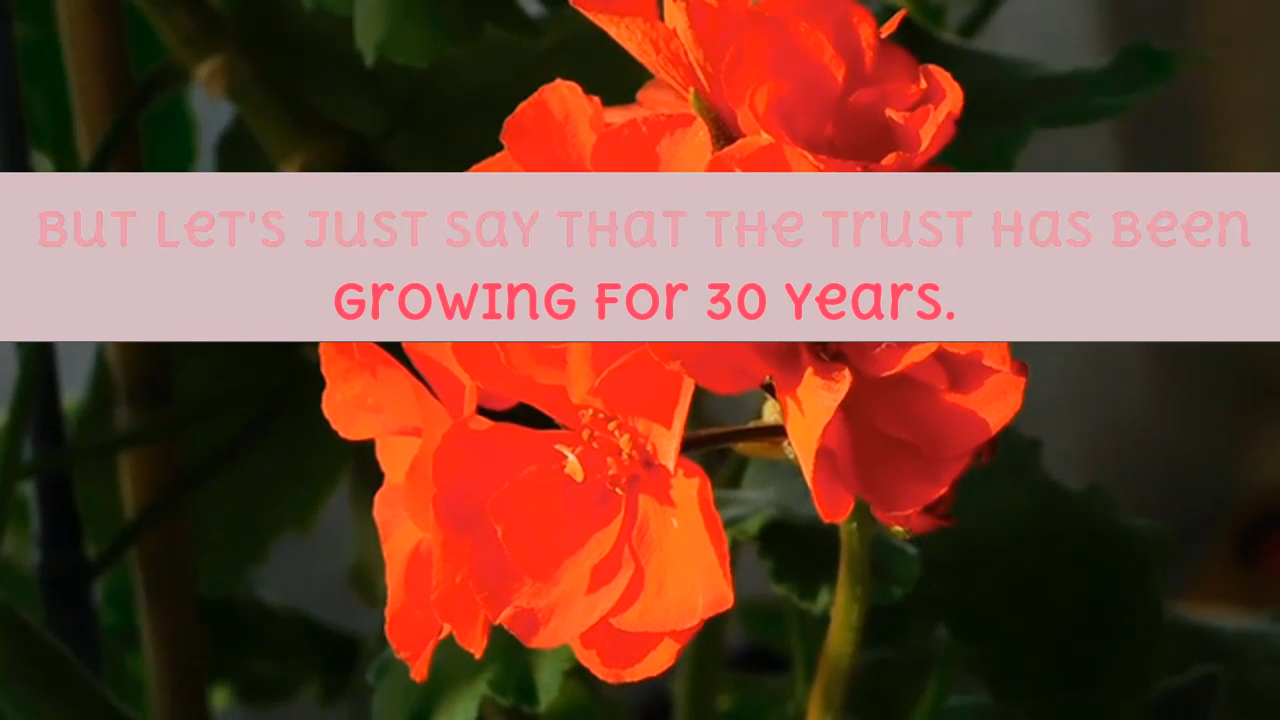 BUT LET'S JUST SAY THAT THE TRUST HAS BEEN
GROWING FOR 30 YEARS.